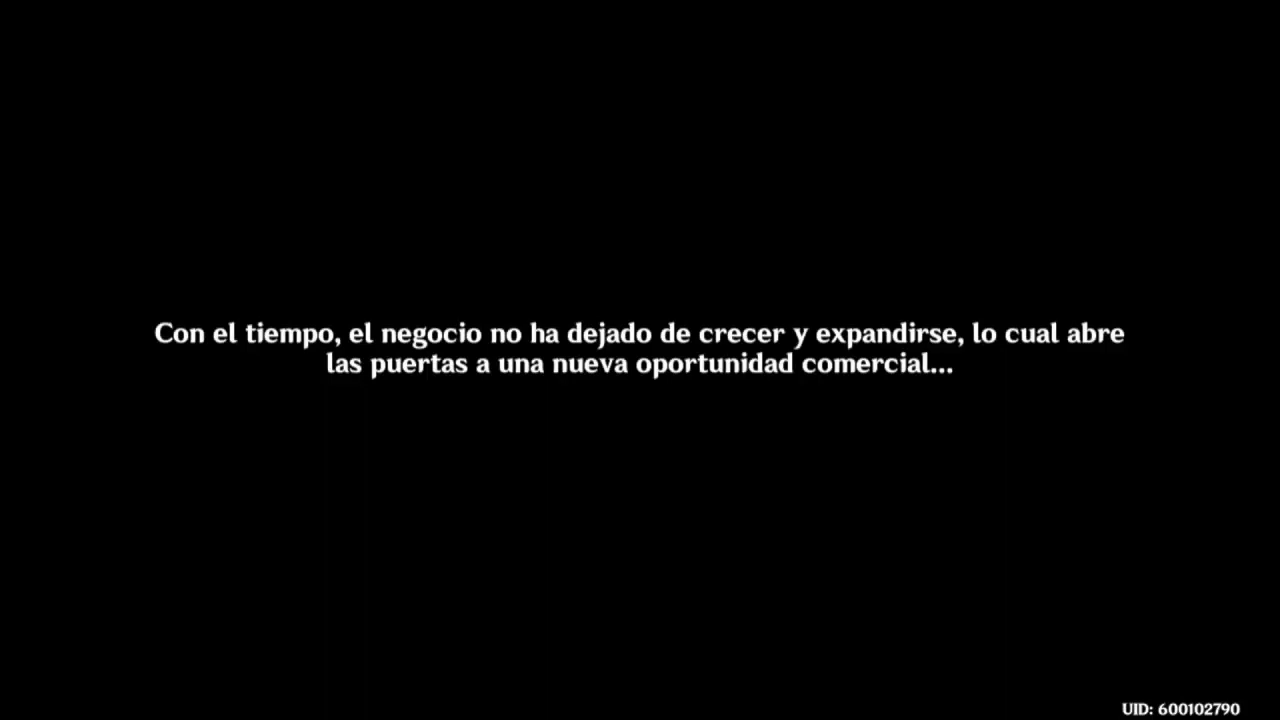 Con el tiempo, el negocio no ha dejado de crecer y expandirse, lo cual abre
las puertas a una nueva oportunidad comercial...
UID: 600102790